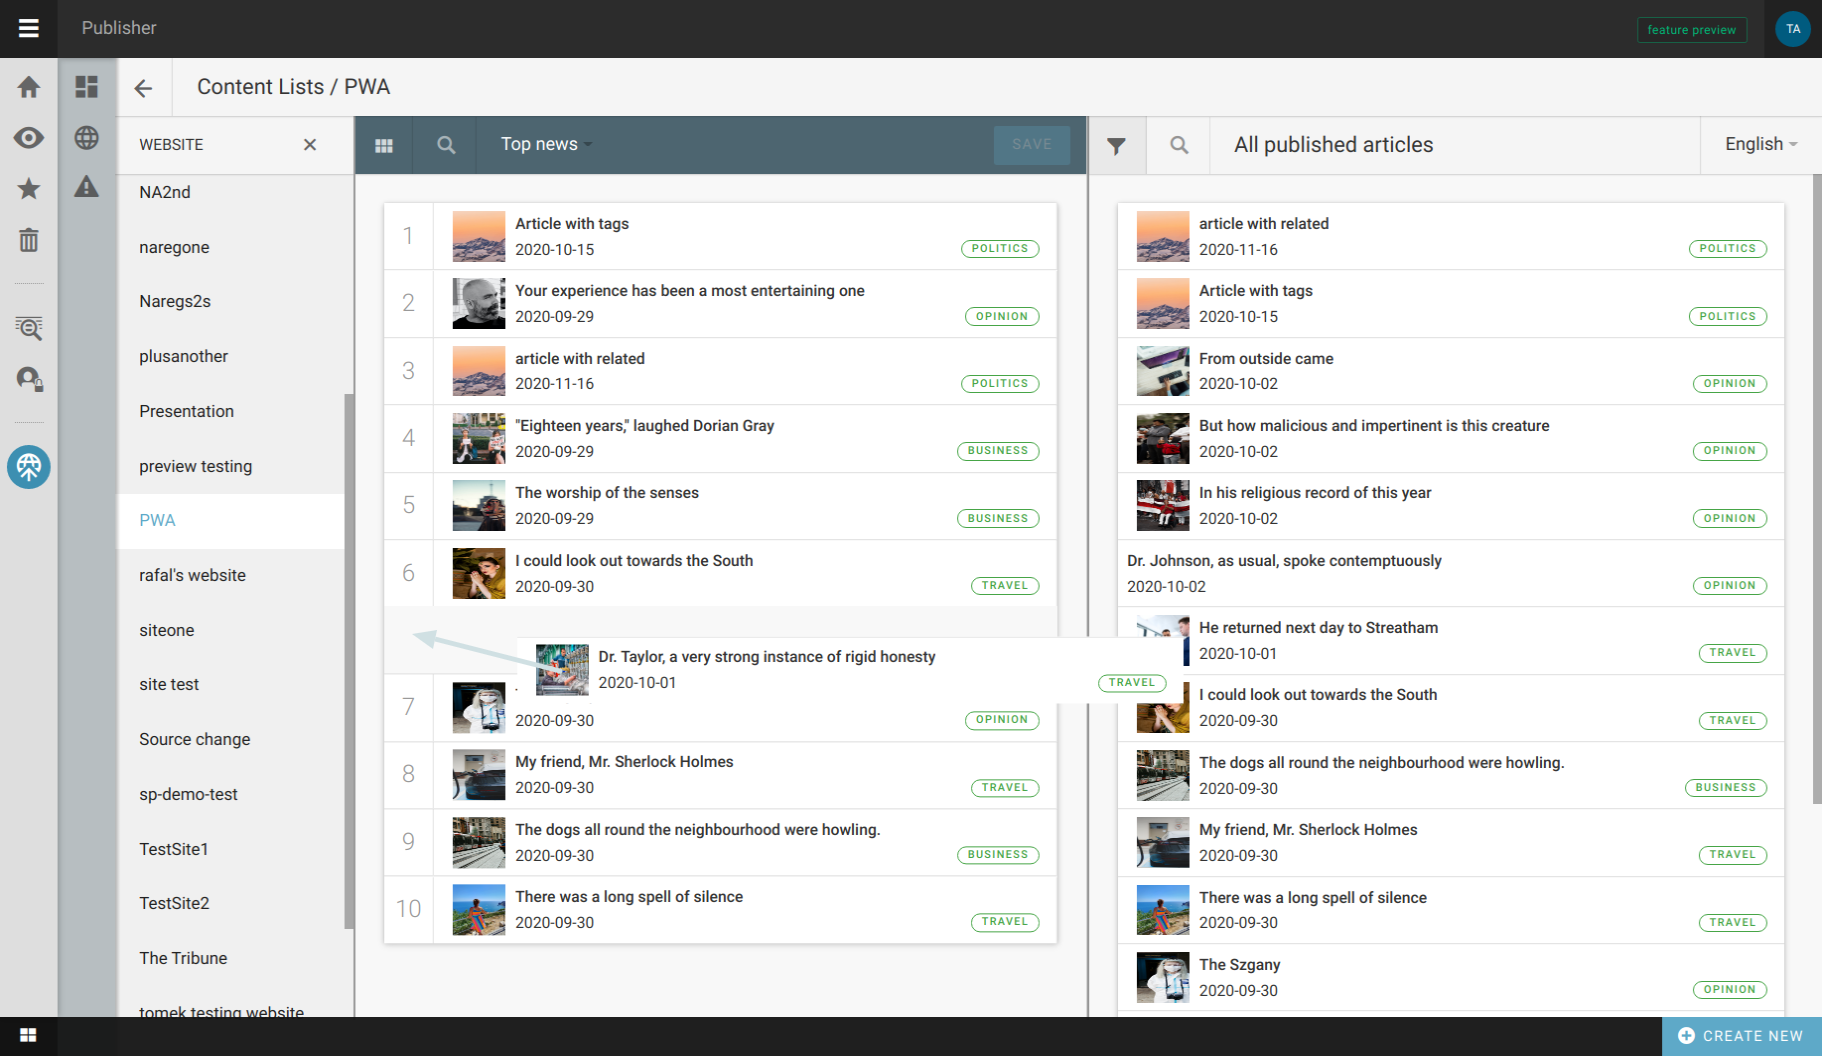 Publisher
feature preview
TA
Content Lists / PWA
WEBSITE
NA2nd
naregone
Naregs2s
plusanother
Presentation
preview testing
PWA
rafal's website
siteone
site test
Source change
sp-demo-test
TestSite1
TestSite2
The Tribune
tomek testing website
Top news
SAVE
1
Article with tags
2020-10-15
POLITICS
2
Your experience has been a most entertaining one
2020-09-29
OPINION
3
article with related
2020-11-16
POLITICS
4
"Eighteen years," laughed Dorian Gray
2020-09-29
BUSINESS
5
The worship of the senses
2020-09-29
BUSINESS
6
I could look out towards the South
2020-09-30
TRAVEL
Dr. Taylor, a very strong instance of rigid honesty
2020-10-01
TRAVEL
7
2020-09-30
OPINION
8
My friend, Mr. Sherlock Holmes
2020-09-30
TRAVEL
9
The dogs all round the neighbourhood were howling.
2020-09-30
BUSINESS
10
There was a long spell of silence
2020-09-30
TRAVEL
All published articles
English
article with related
2020-11-16
POLITICS
Article with tags
2020-10-15
POLITICS
From outside came
2020-10-02
OPINION
But how malicious and impertinent is this creature
2020-10-02
OPINION
In his religious record of this year
2020-10-02
OPINION
Dr. Johnson, as usual, spoke contemptuously
2020-10-02
OPINION
He returned next day to Streatham
2020-10-01
TRAVEL
I could look out towards the South
2020-09-30
TRAVEL
The dogs all round the neighbourhood were howling.
2020-09-30
BUSINESS
My friend, Mr. Sherlock Holmes
2020-09-30
TRAVEL
There was a long spell of silence
2020-09-30
TRAVEL
The Szgany
2020-09-30
OPINION
CREATE NEW